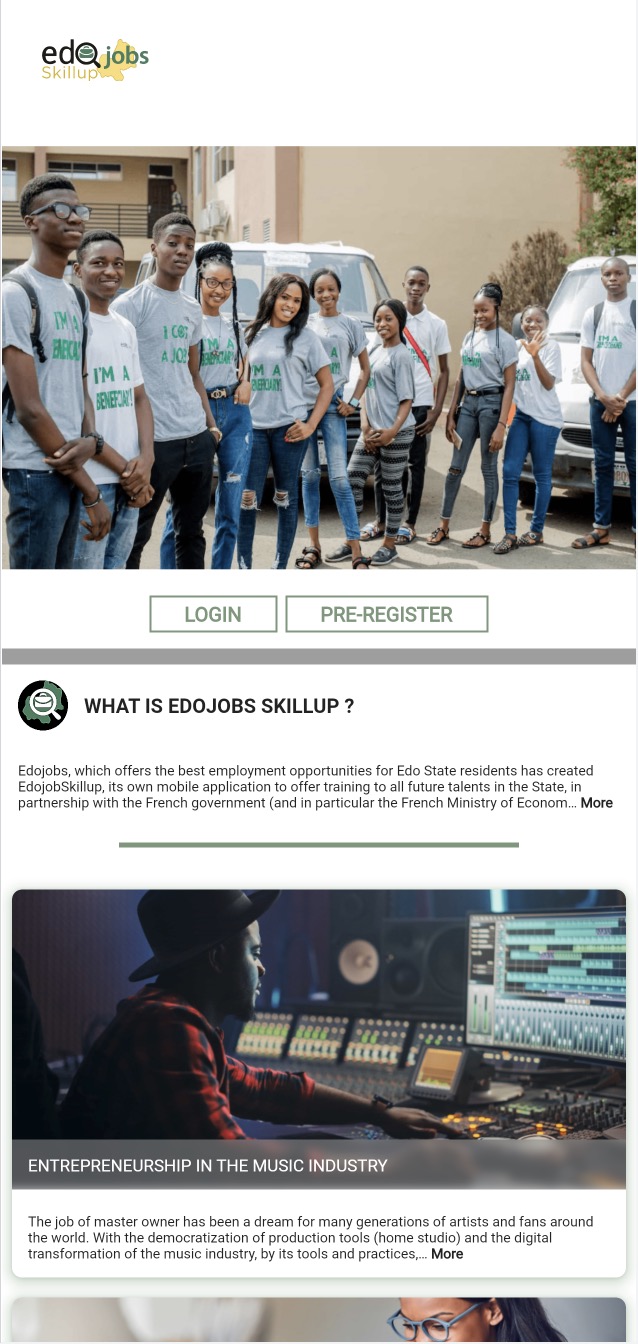 edo jobs
Skillup
I'M A
BENEFICIARY!
I'M A
BENEFICIARY!
I GOT
A JOB!
I'M A
BENEFICIARY!
LOGIN
PRE-REGISTER
WHAT IS EDOJOBS SKILLUP ?
Edojobs, which offers the best employment opportunities for Edo State residents has created
EdojobSkillup, its own mobile application to offer training to all future talents in the State, in
partnership with the French government (and in particular the French Ministry of Econom... More
ENTREPRENEURSHIP IN THE MUSIC INDUSTRY
The job of master owner has been a dream for many generations of artists and fans around
the world. With the democratization of production tools (home studio) and the digital
transformation of the music industry, by its tools and practices,... More